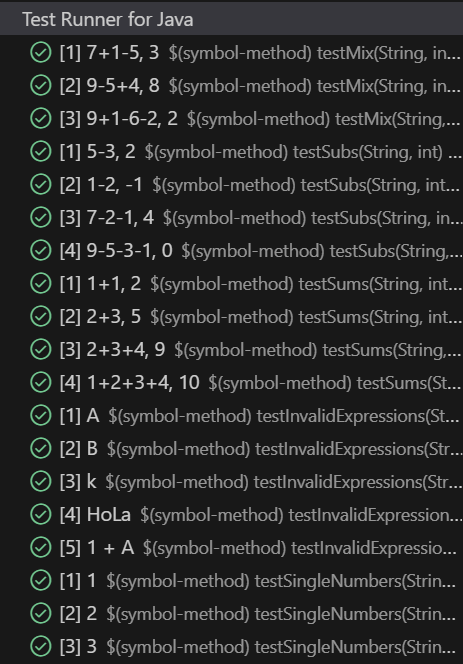 Test Runner for Java
[1] 7+1-5, 3 $(symbol-method) testMix(String, in...
[2] 9-5+4, 8 $(symbol-method) testMix(String, in...
[3] 9+1-6-2, 2 $(symbol-method) testMix(String,...
[1] 5-3, 2 $(symbol-method) testSubs(String, int) ...
[2] 1-2, -1 $(symbol-method) testSubs(String, int...
[3] 7-2-1, 4 $(symbol-method) testSubs(String, in...
[4] 9-5-3-1, 0 $(symbol-method) testSubs(String,...
[1] 1+1, 2 $(symbol-method) testSums(String, int...
[2] 2+3, 5 $(symbol-method) testSums(String, int...
[3] 2+3+4, 9 $(symbol-method) testSums(String,...
[4] 1+2+3+4, 10 $(symbol-method) testSums(St...
[1] A $(symbol-method) testInvalidExpressions(St...
[2] B $(symbol-method) testInvalidExpressions(Str...
[3] k $(symbol-method) testInvalidExpressions(Str...
[4] HoLa $(symbol-method) testInvalidExpression...
[5] 1 + A $(symbol-method) testInvalidExpressio...
[1] 1 $(symbol-method) testSingleNumbers(Strin...
[2] 2 $(symbol-method) testSingleNumbers(Strin...
[3] 3 $(symbol-method) testSingleNumbers(Strin...